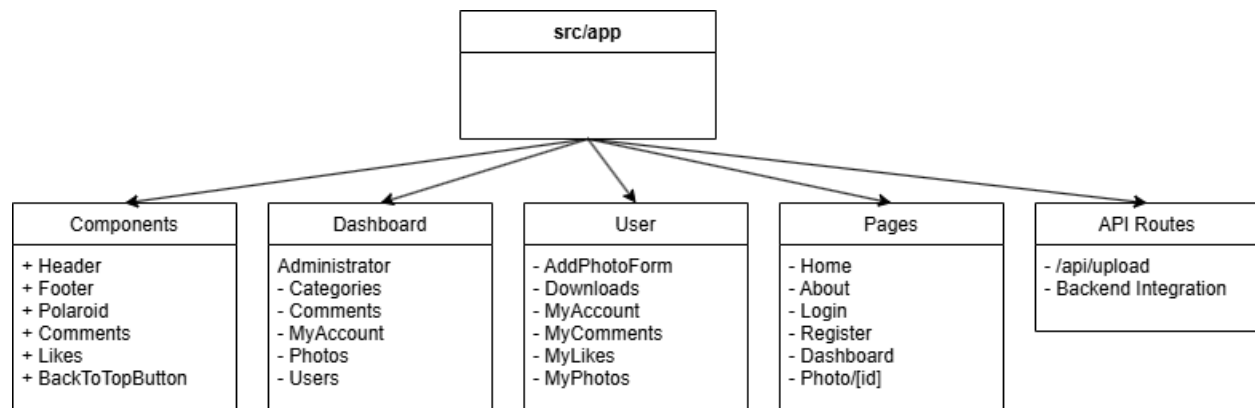 src/app
Components
+ Header
+ Footer
+ Polaroid
+ Comments
+ Likes
+ BackToTopButton
Dashboard
Administrator
- Categories
- Comments
- MyAccount
- Photos
- Users
User
- AddPhotoForm
- Downloads
- MyAccount
- MyComments
- MyLikes
- MyPhotos
Pages
- Home
- About
- Login
- Register
- Dashboard
- Photo/[id]
API Routes
- /api/upload
- Backend Integration